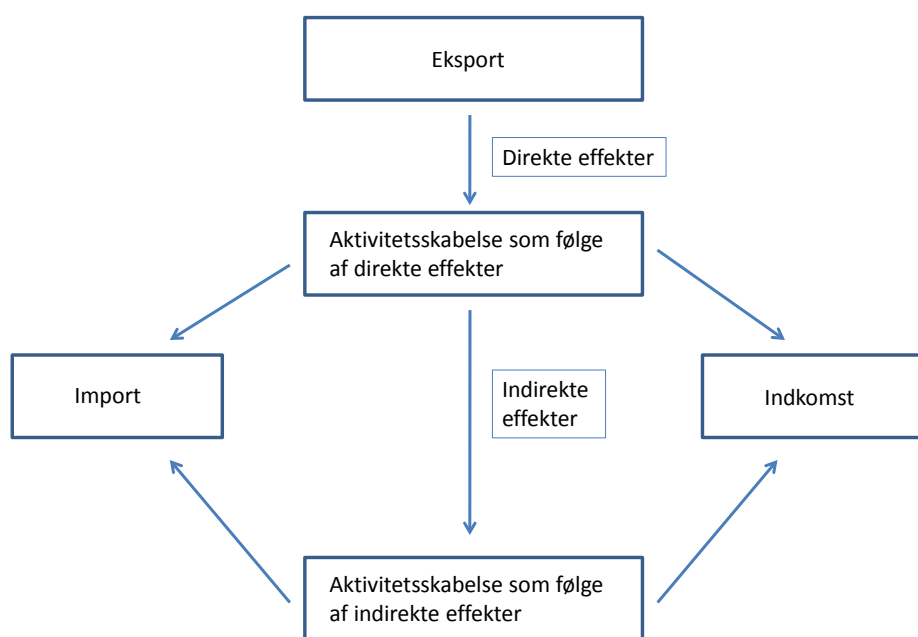 Eksport
Direkte effekter
Aktivitetsskabelse som følge
af direkte effekter
Import
Indirekte
effekter
Indkomst
Aktivitetsskabelse som følge
af indirekte effekter